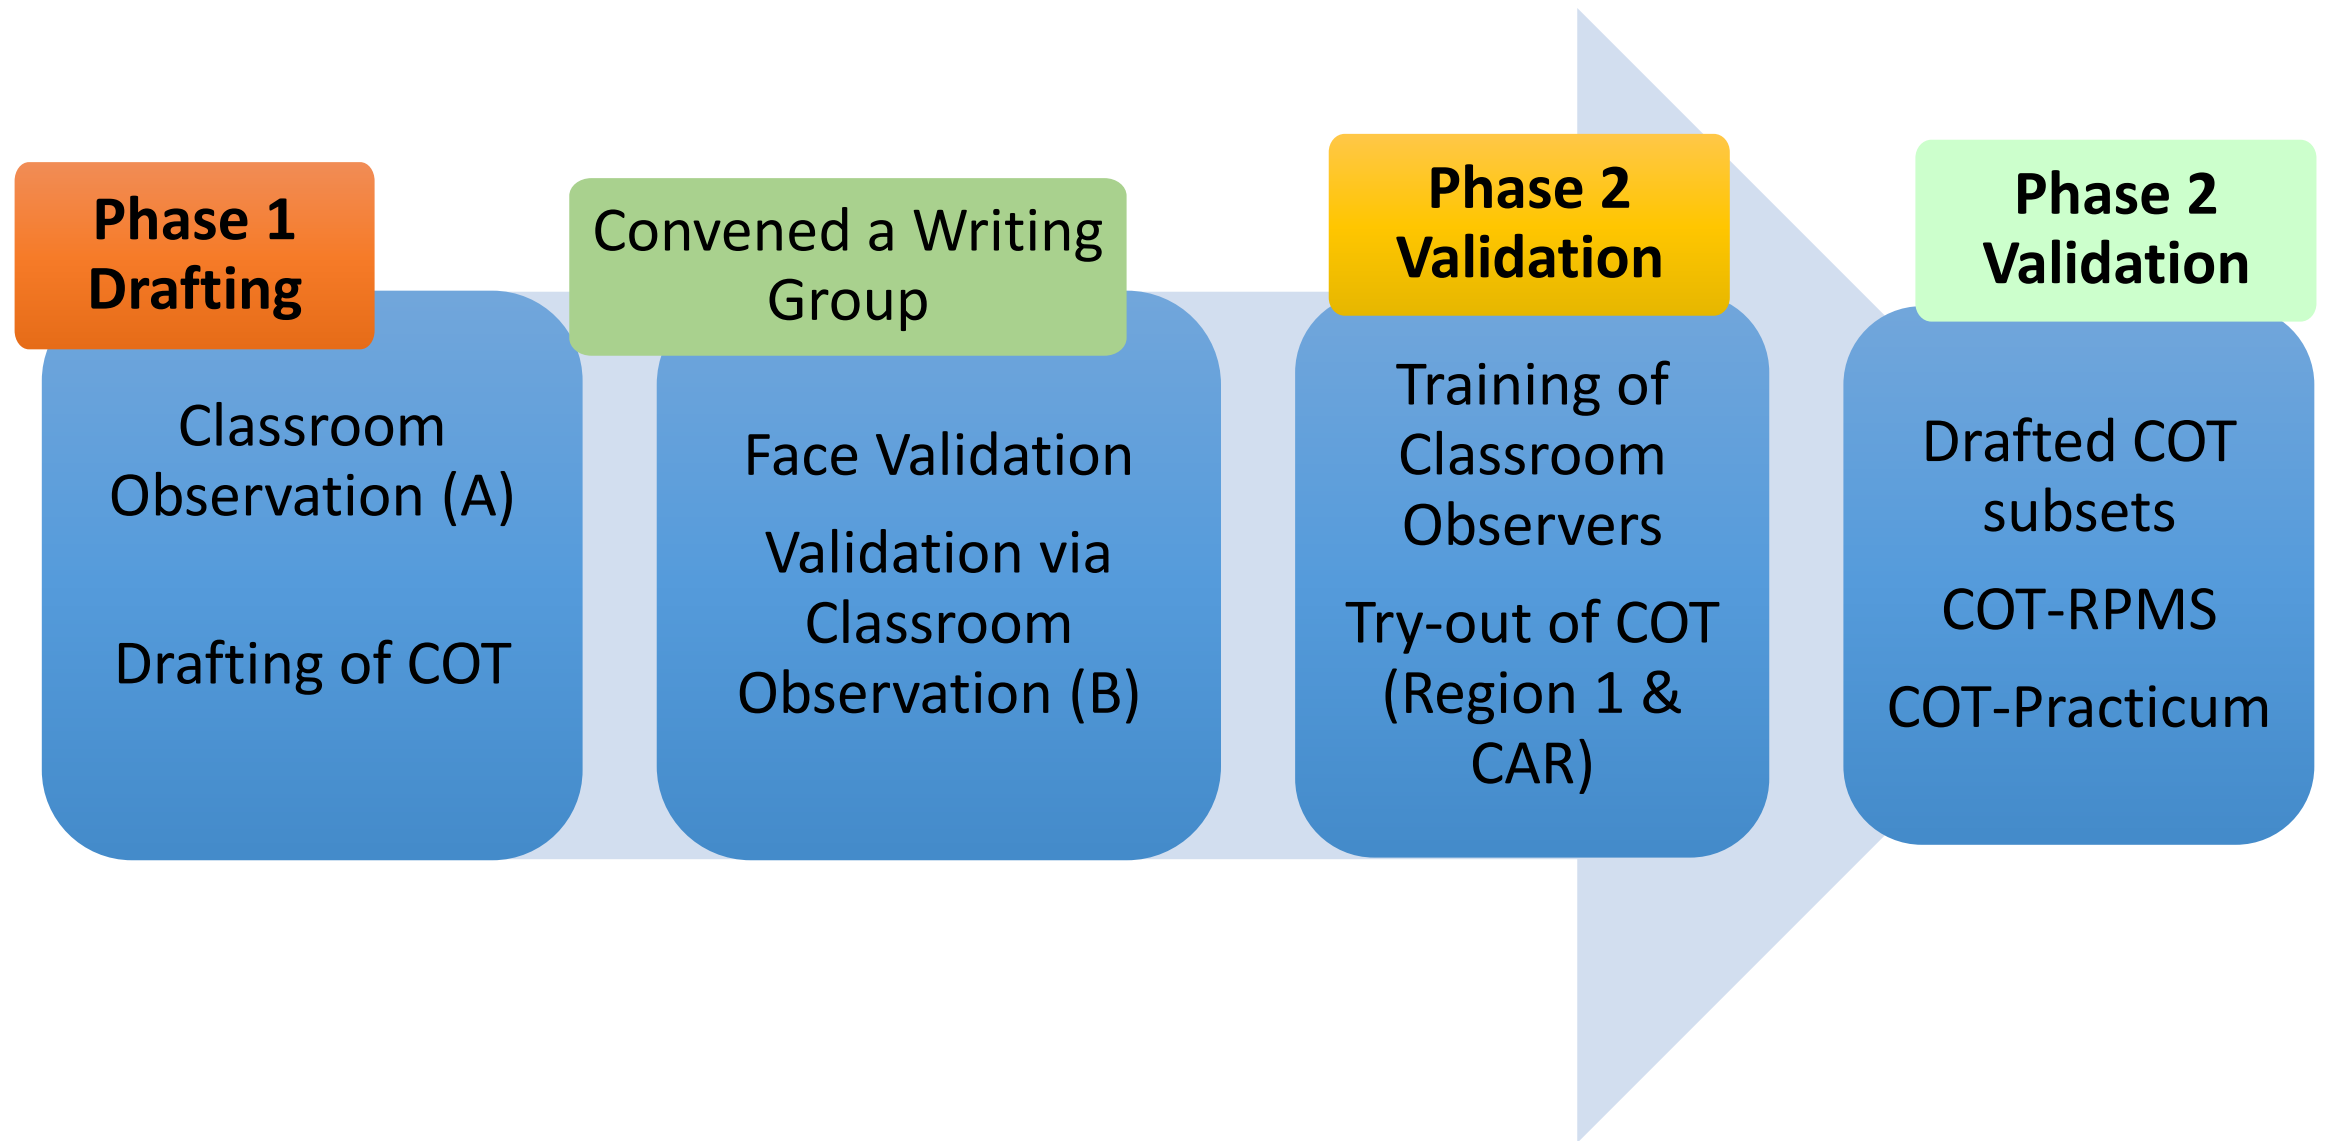 Phase 1
Drafting
Classroom
Observation (A)
Drafting of COT
Convened a Writing
Group
Face Validation
Validation via
Classroom
Observation (B)
Phase 2
Validation
Training of
Classroom
Observers
Try-out of COT
(Region 1 &
CAR)
Phase 2
Validation
Drafted COT
subsets
COT-RPMS
COT-Practicum